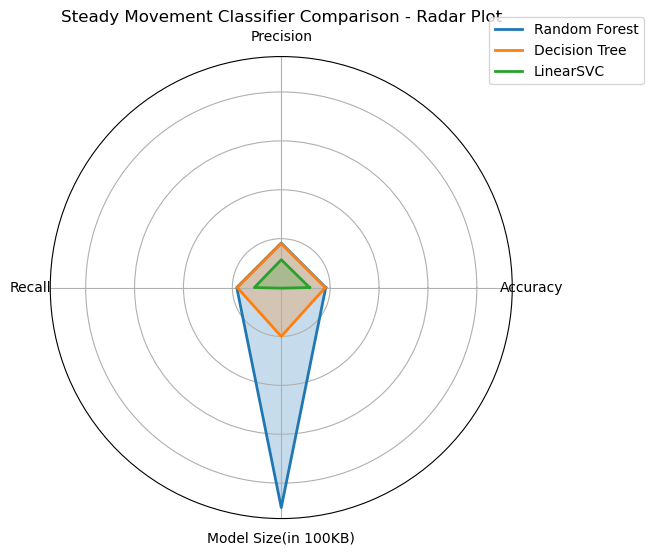 Steady Movement Classifier Comparison - Radar Plot
Random Forest
Decision Tree
LinearSVC
Precision
Recall
Accuracy
Model Size(in 100KB)